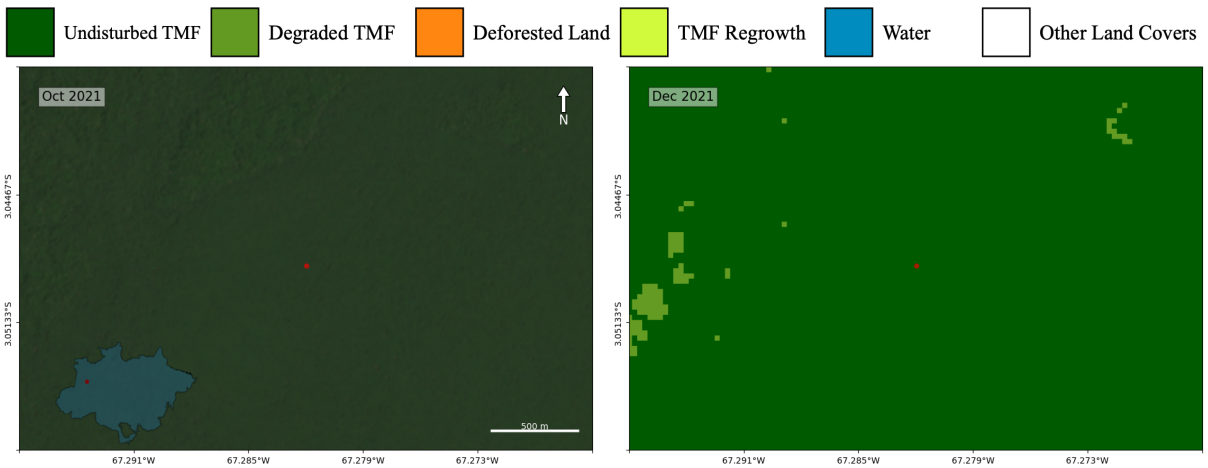 Undisturbed TMF
Degraded TMF
Deforested Land
TMF Regrowth
Water
Other Land Covers
Oct 2021
N
500 m
3.04467°S
3.05133°S
67.291°W
67.285°W
67.279°W
67.273°W
Dec 2021
3.04467°S
3.05133°S
67.291°W
67.285°W
67.279°W
67.273°W